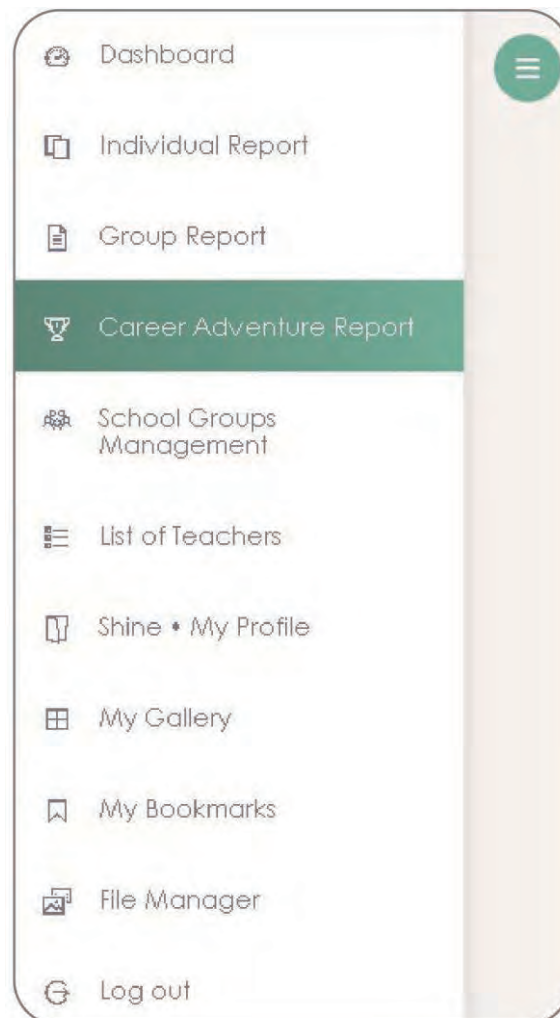 Dashboard
Individual Report
Group Report
Career Adventure Report
School Groups
Management
List of Teachers
Shine • My Profile
My Gallery
My Bookmarks
File Manager
Log out